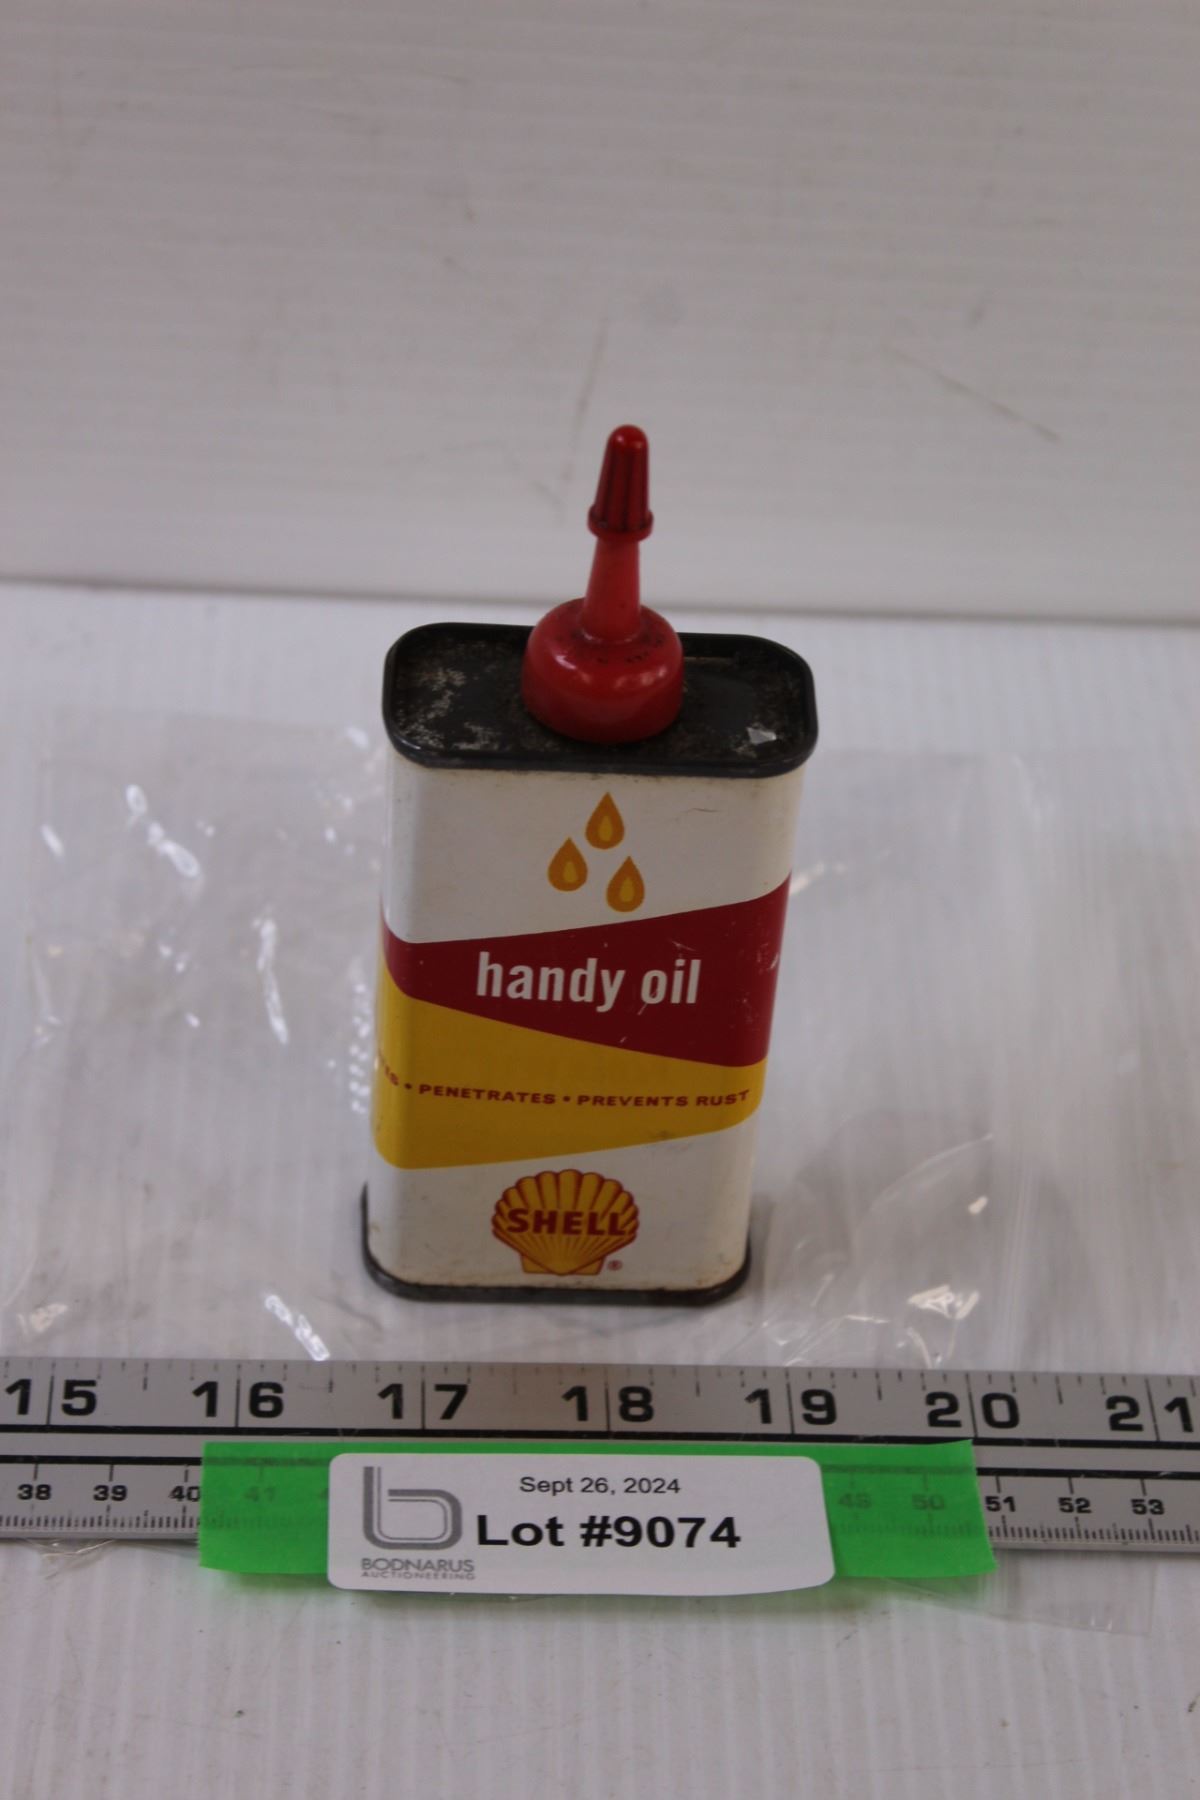 handy oil
• PENETRATES • PREVENTS RUST
SHELL
®
15 16 17 18 19 20 21
38 39 40 41 49 50 51 52 53
Sept 26, 2024
Lot #9074
BODNARUS
AUCTIONEERING